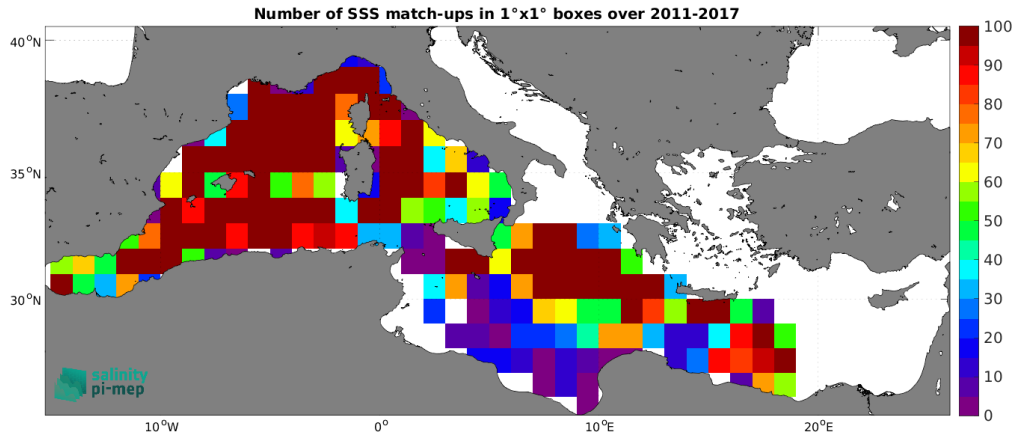 Number of SSS match-ups in 1°x1° boxes over 2011-2017
40°N
35°N
30°N
10°W
0°
10°E
20°E
100
90
80
70
60
50
40
30
20
10
0
salinity
pi-mep